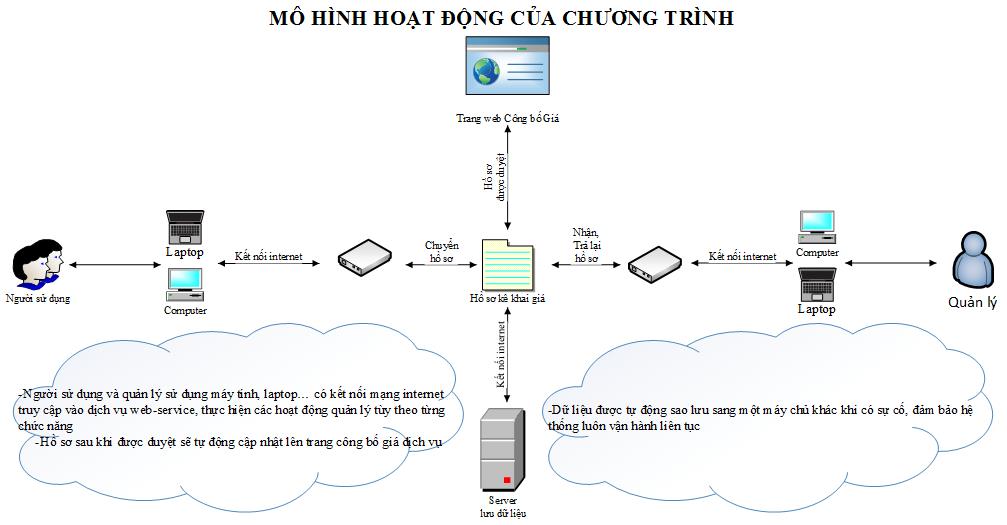 MÔ HÌNH HOẠT ĐỘNG CỦA CHƯƠNG TRÌNH
Trang web Công bố Giá
Hồ sơ
được duyệt
Laptop
Kết nối internet
Chuyển
hồ sơ
Nhận,
Trả lại
hồ sơ
Kết nối internet
Computer
Người sử dụng
Computer
Hồ sơ kê khai giá
Laptop
Quản lý
Kết nối internet
-Người sử dụng và quản lý sử dụng máy tính, laptop… có kết nối mạng internet
truy cập vào dịch vụ web-service, thực hiện các hoạt động quản lý tùy theo từng
chức năng
-Hồ sơ sau khi được duyệt sẽ tự động cập nhật lên trang công bố giá dịch vụ
-Dữ liệu được tự động sao lưu sang một máy chủ khác khi có sự cố, đảm bảo hệ
thống luôn vận hành liên tục
Server
lưu dữ liệu